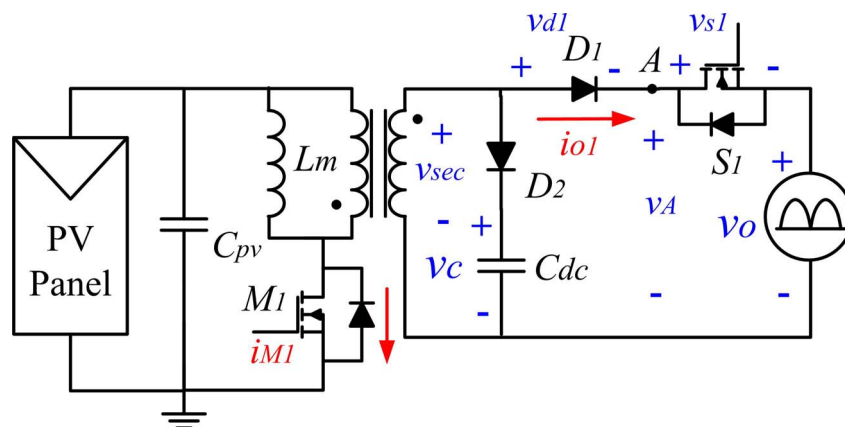 vd1
vs1
D1
A
+
-
+
-
Lm
+
vsec
-
io1
+
S1
D2
+
PV
Panel
Cpv
vA
vo
+
vc
Cdc
-
M1
-
-
iM1